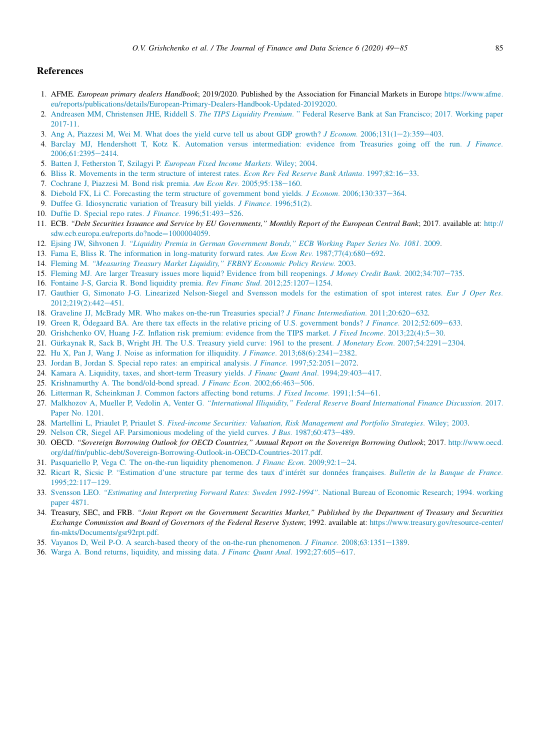 O.V. Grishchenko et al. / The Journal of Finance and Data Science 6 (2020) 49−85
85
References
1. AFME. European primary dealers Handbook; 2019/2020. Published by the Association for Financial Markets in Europe https://www.afme.
eu/reports/publications/details/European-Primary-Dealers-Handbook-Updated-20192020.
2. Andreasen MM, Christensen JHE, Riddell S. The TIPS Liquidity Premium. " Federal Reserve Bank at San Francisco; 2017. Working paper
2017-11.
3. Ang A, Piazzesi M, Wei M. What does the yield curve tell us about GDP growth? J Econom. 2006;131(1−2):359−403.
4. Barclay MJ, Hendershott T, Kotz K. Automation versus intermediation: evidence from Treasuries going off the run. J Finance.
2006;61:2395−2414.
5. Batten J, Fetherston T, Szilagyi P. European Fixed Income Markets. Wiley; 2004.
6. Bliss R. Movements in the term structure of interest rates. Econ Rev Fed Reserve Bank Atlanta. 1997;82:16−33.
7. Cochrane J, Piazzesi M. Bond risk premia. Am Econ Rev. 2005;95:138−160.
8. Diebold FX, Li C. Forecasting the term structure of government bond yields. J Econom. 2006;130:337−364.
9. Duffee G. Idiosyncratic variation of Treasury bill yields. J Finance. 1996;51(2).
10. Duffie D. Special repo rates. J Finance. 1996;51:493−526.
11. ECB. "Debt Securities Issuance and Service by EU Governments," Monthly Report of the European Central Bank; 2017. available at: http://
sdw.ecb.europa.eu/reports.do?node=1000004059.
12. Ejsing JW, Sihvonen J. "Liquidity Premia in German Government Bonds," ECB Working Paper Series No. 1081. 2009.
13. Fama E, Bliss R. The information in long-maturity forward rates. Am Econ Rev. 1987;77(4):680−692.
14. Fleming M. "Measuring Treasury Market Liquidity," FRBNY Economic Policy Review. 2003.
15. Fleming MJ. Are larger Treasury issues more liquid? Evidence from bill reopenings. J Money Credit Bank. 2002;34:707−735.
16. Fontaine J-S, Garcia R. Bond liquidity premia. Rev Financ Stud. 2012;25:1207−1254.
17. Gauthier G, Simonato J-G. Linearized Nelson-Siegel and Svensson models for the estimation of spot interest rates. Eur J Oper Res.
2012;219(2):442−451.
18. Graveline JJ, McBrady MR. Who makes on-the-run Treasuries special? J Financ Intermediation. 2011;20:620−632.
19. Green R, Odegaard BA. Are there tax effects in the relative pricing of U.S. government bonds? J Finance. 2012;52:609−633.
20. Grishchenko OV, Huang J-Z. Inflation risk premium: evidence from the TIPS market. J Fixed Income. 2013;22(4):5−30.
21. Gürkaynak R, Sack B, Wright JH. The U.S. Treasury yield curve: 1961 to the present. J Monetary Econ. 2007;54:2291−2304.
22. Hu X, Pan J, Wang J. Noise as information for illiquidity. J Finance. 2013;68(6):2341−2382.
23. Jordan B, Jordan S. Special repo rates: an empirical analysis. J Finance. 1997;52:2051−2072.
24. Kamara A. Liquidity, taxes, and short-term Treasury yields. J Financ Quant Anal. 1994;29:403−417.
25. Krishnamurthy A. The bond/old-bond spread. J Financ Econ. 2002;66:463−506.
26. Litterman R, Scheinkman J. Common factors affecting bond returns. J Fixed Income. 1991;1:54−61.
27. Malkhozov A, Mueller P, Vedolin A, Venter G. "International Illiquidity," Federal Reserve Board International Finance Discussion. 2017.
Paper No. 1201.
28. Martellini L, Priaulet P, Priaulet S. Fixed-income Securities: Valuation, Risk Management and Portfolio Strategies. Wiley; 2003.
29. Nelson CR, Siegel AF. Parsimonious modeling of the yield curves. J Bus. 1987;60:473−489.
30. OECD. "Sovereign Borrowing Outlook for OECD Countries," Annual Report on the Sovereign Borrowing Outlook; 2017. http://www.oecd.
org/daf/fin/public-debt/Sovereign-Borrowing-Outlook-in-OECD-Countries-2017.pdf.
31. Pasquariello P, Vega C. The on-the-run liquidity phenomenon. J Financ Econ. 2009;92:1−24.
32. Ricart R, Sicsic P. "Estimation d'une structure par terme des taux d'intérêt sur données françaises. Bulletin de la Banque de France.
1995;22:117−129.
33. Svensson LEO. "Estimating and Interpreting Forward Rates: Sweden 1992-1994". National Bureau of Economic Research; 1994. working
paper 4871.
34. Treasury, SEC, and FRB. "Joint Report on the Government Securities Market," Published by the Department of Treasury and Securities
Exchange Commission and Board of Governors of the Federal Reserve System; 1992. available at: https://www.treasury.gov/resource-center/
fin-mkts/Documents/gsr92rpt.pdf.
35. Vayanos D, Weil P-O. A search-based theory of the on-the-run phenomenon. J Finance. 2008;63:1351−1389.
36. Warga A. Bond returns, liquidity, and missing data. J Financ Quant Anal. 1992;27:605−617.